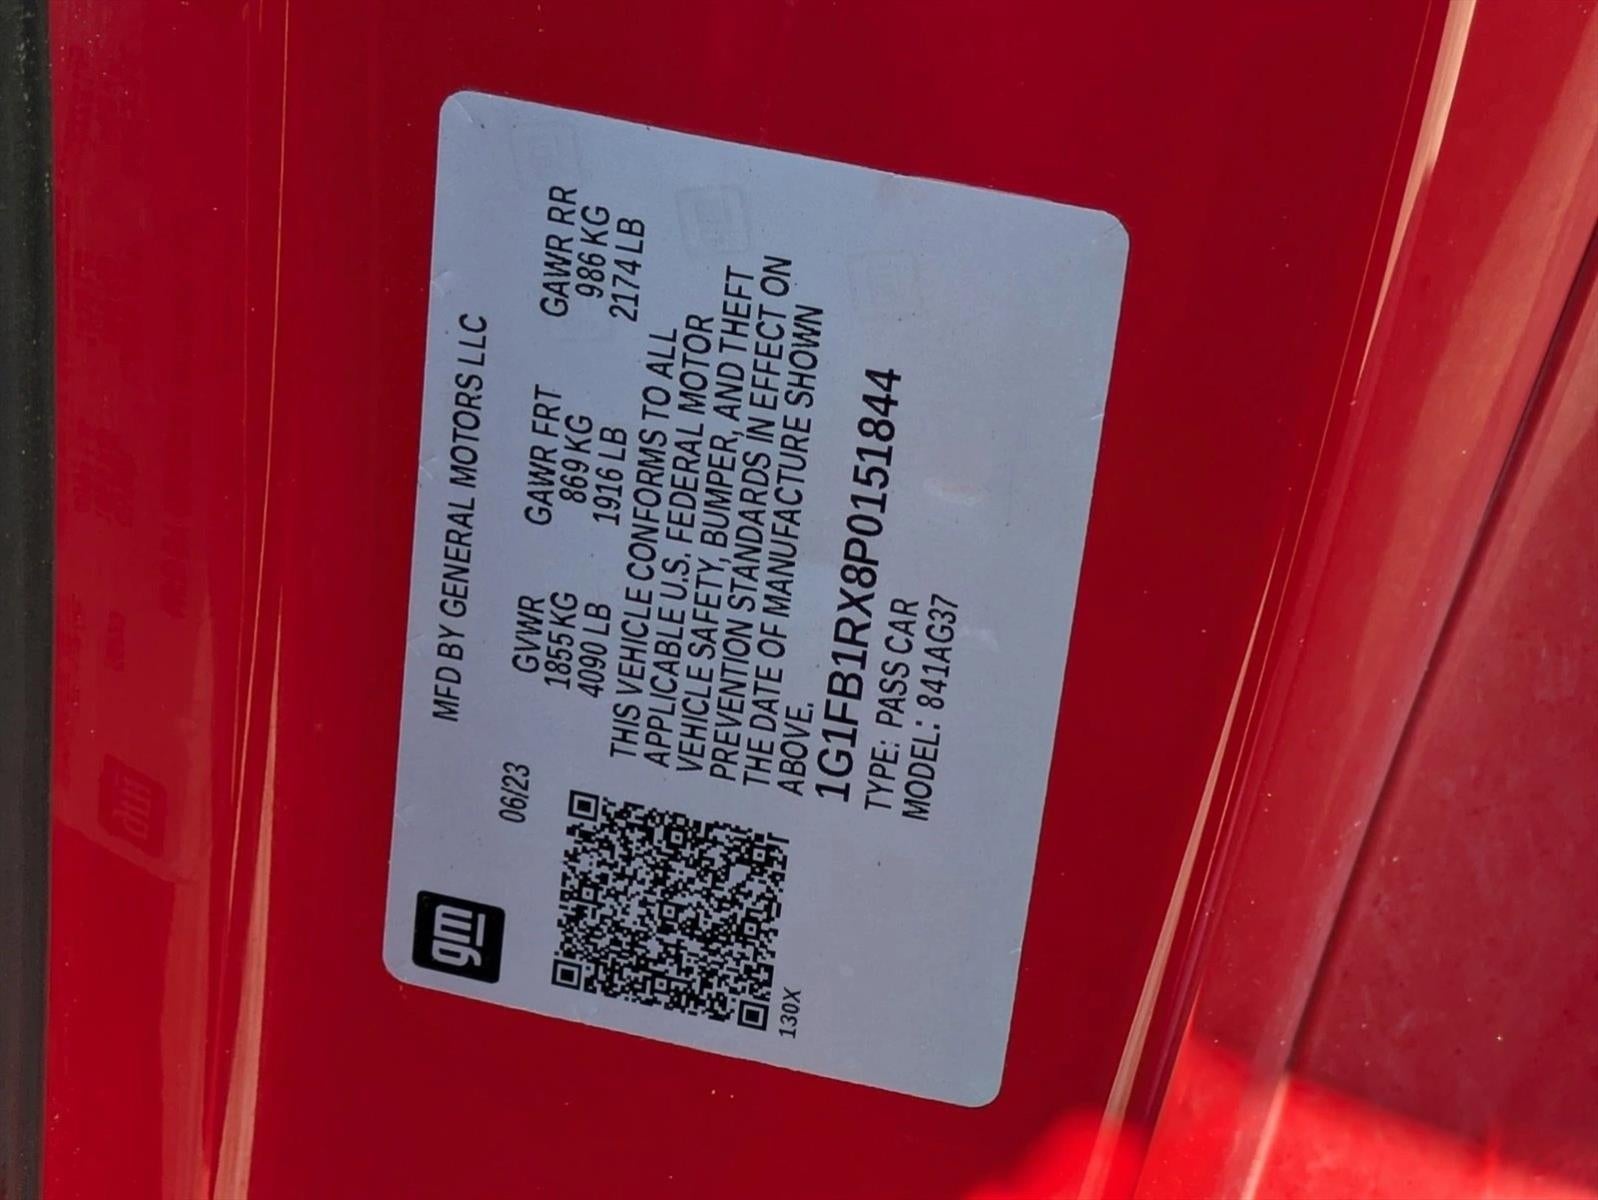 gm
MFD BY GENERAL MOTORS LLC
06/23
GVWR GAWR FRT GAWR RR
1855 KG 869 KG 986 KG
4090 LB 1916 LB 2174 LB
THIS VEHICLE CONFORMS TO ALL
APPLICABLE U.S. FEDERAL MOTOR
VEHICLE SAFETY, BUMPER, AND THEFT
PREVENTION STANDARDS IN EFFECT ON
THE DATE OF MANUFACTURE SHOWN
ABOVE.
1G1FB1RX8P0151844
TYPE: PASS CAR
MODEL: 841AG37
130X